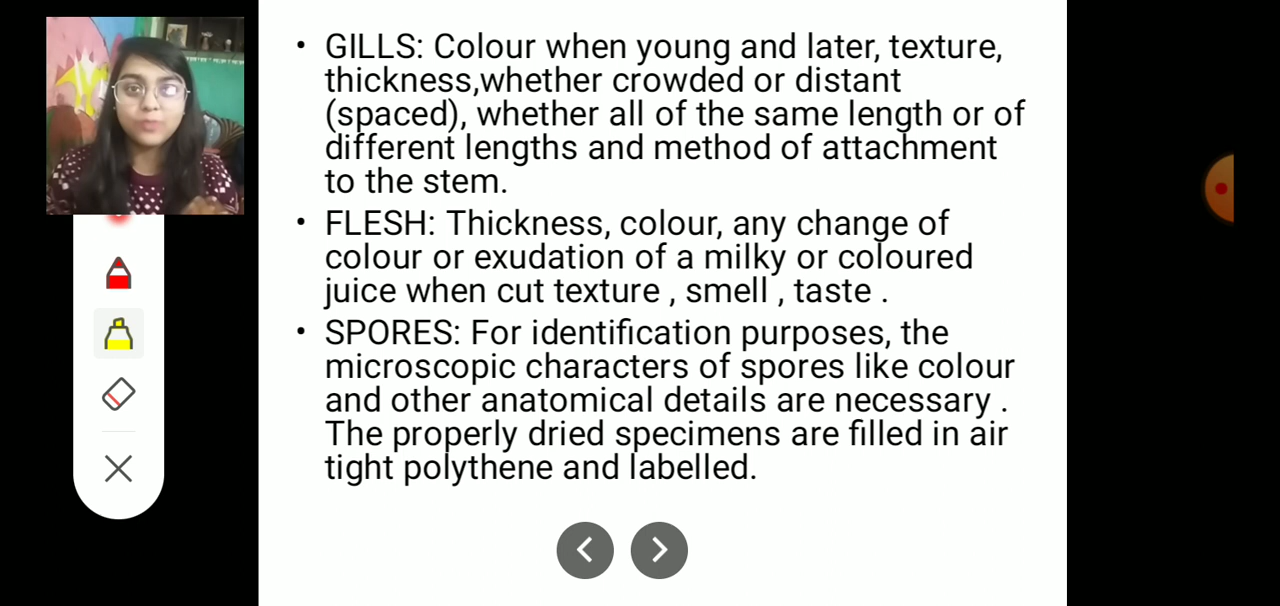 • GILLS: Colour when young and later, texture,
thickness,whether crowded or distant
(spaced), whether all of the same length or of
different lengths and method of attachment
to the stem.
• FLESH: Thickness, colour, any change of
colour or exudation of a milky or coloured
juice when cut texture , smell , taste .
• SPORES: For identification purposes, the
microscopic characters of spores like colour
and other anatomical details are necessary .
The properly dried specimens are filled in air
tight polythene and labelled.